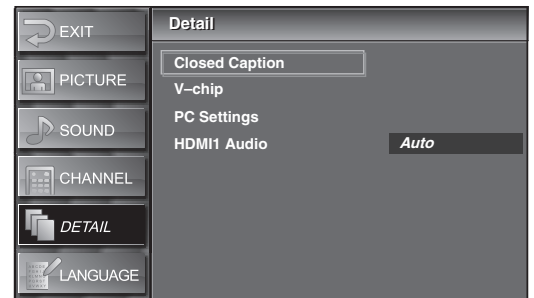 EXIT
PICTURE
SOUND
CHANNEL
DETAIL
LANGUAGE
Detail
Closed Caption
V–chip
PC Settings
HDMI1 Audio Auto